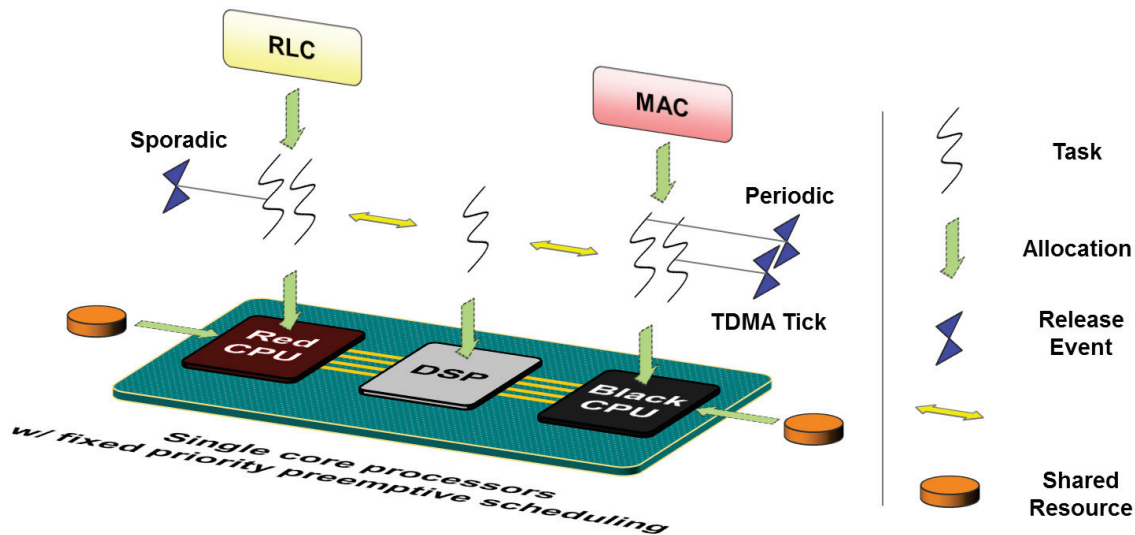 RLC
MAC
Sporadic
Periodic
TDMA Tick
Red
CPU
DSP
Black
CPU
Single core processors
w/ fixed priority preemptive scheduling
Task
Allocation
Release
Event
Shared
Resource